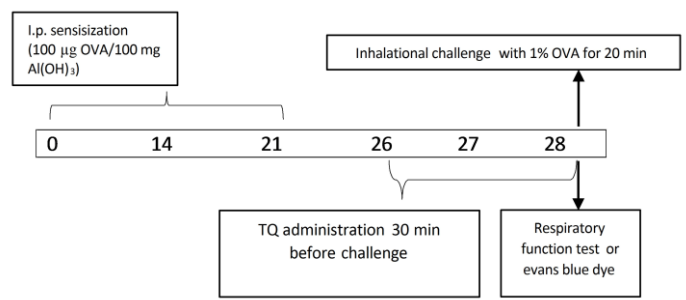 I.p. sensisization
(100 µg OVA/100 mg
Al(OH)₃)
Inhalational challenge with 1% OVA for 20 min
0 14 21 26 27 28
TQ administration 30 min
before challenge
Respiratory
function test or
evans blue dye